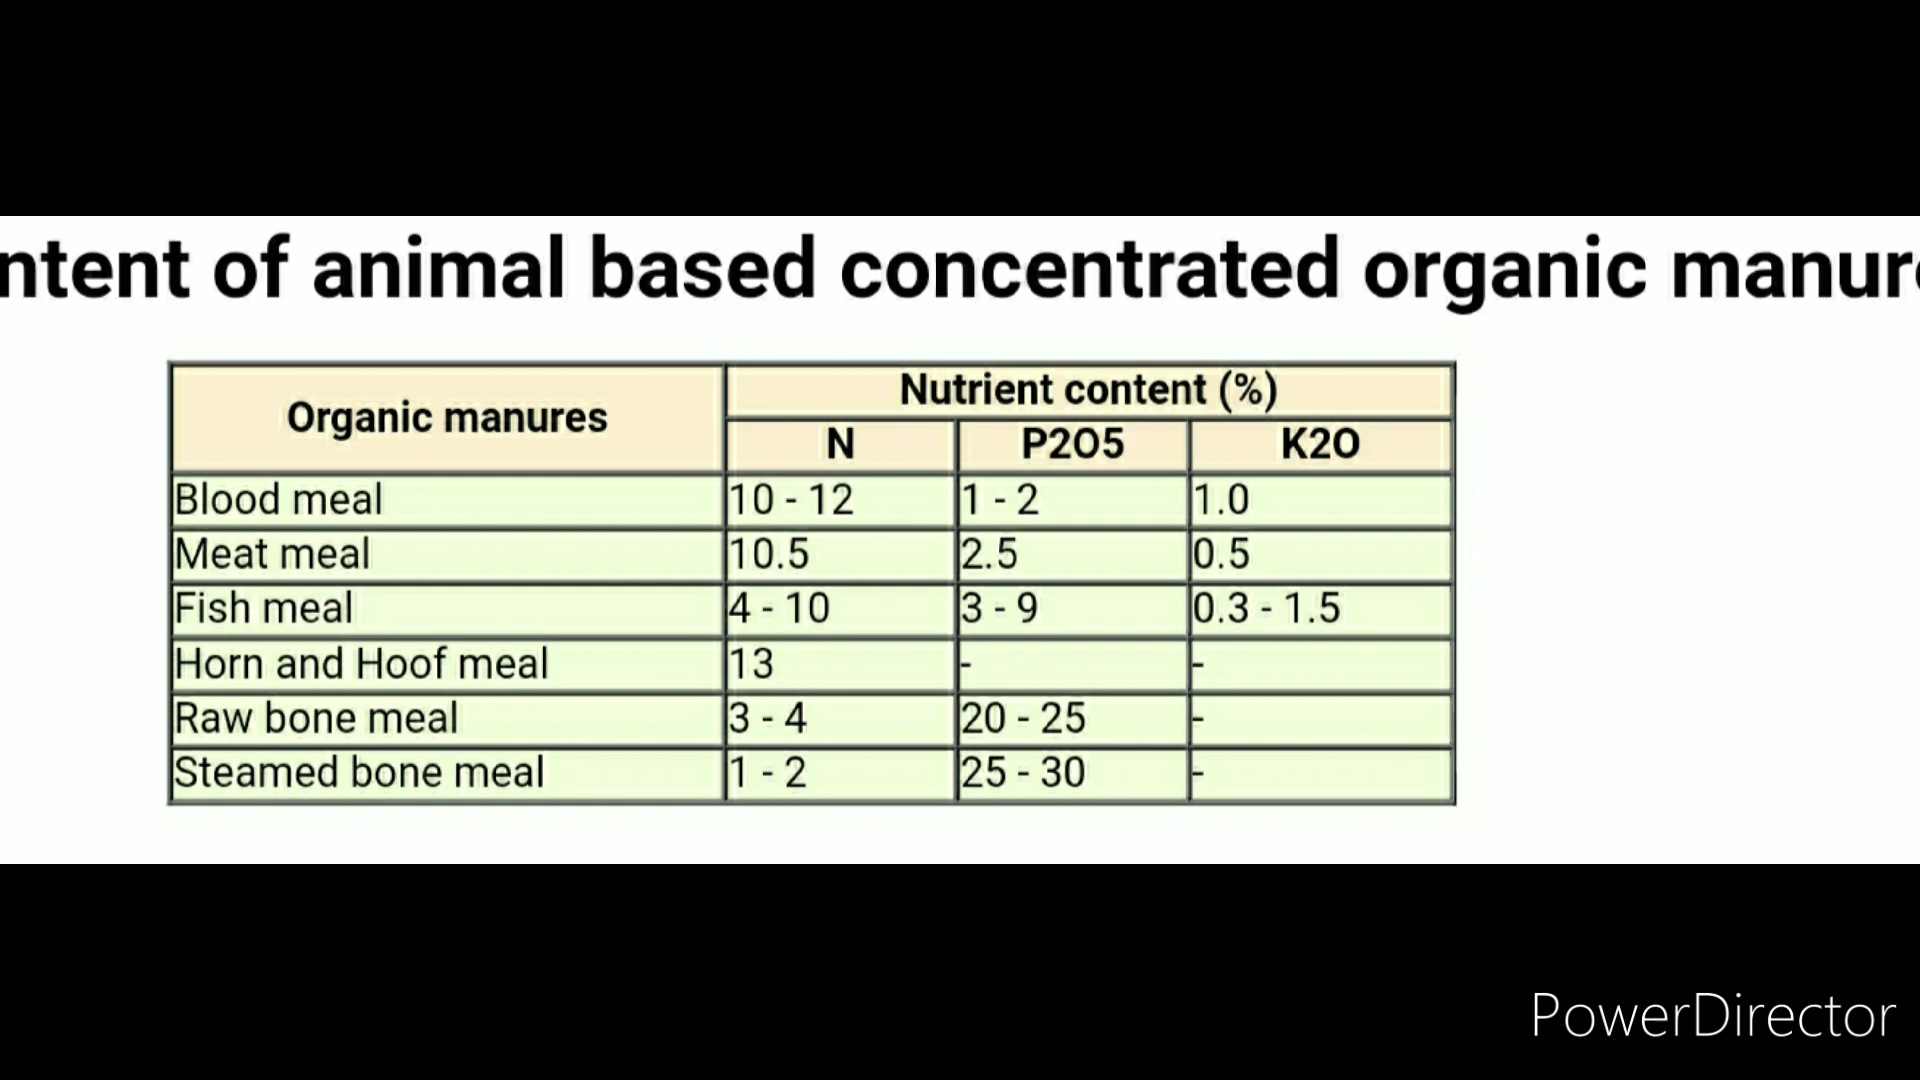 ntent of animal based concentrated organic manur
Organic manures
Nutrient content (%)
N P2O5 K2O
Blood meal 10 - 12 1 - 2 1.0
Meat meal 10.5 2.5 0.5
Fish meal 4 - 10 3 - 9 0.3 - 1.5
Horn and Hoof meal 13 - -
Raw bone meal 3 - 4 20 - 25 -
Steamed bone meal 1 - 2 25 - 30 -
PowerDirector